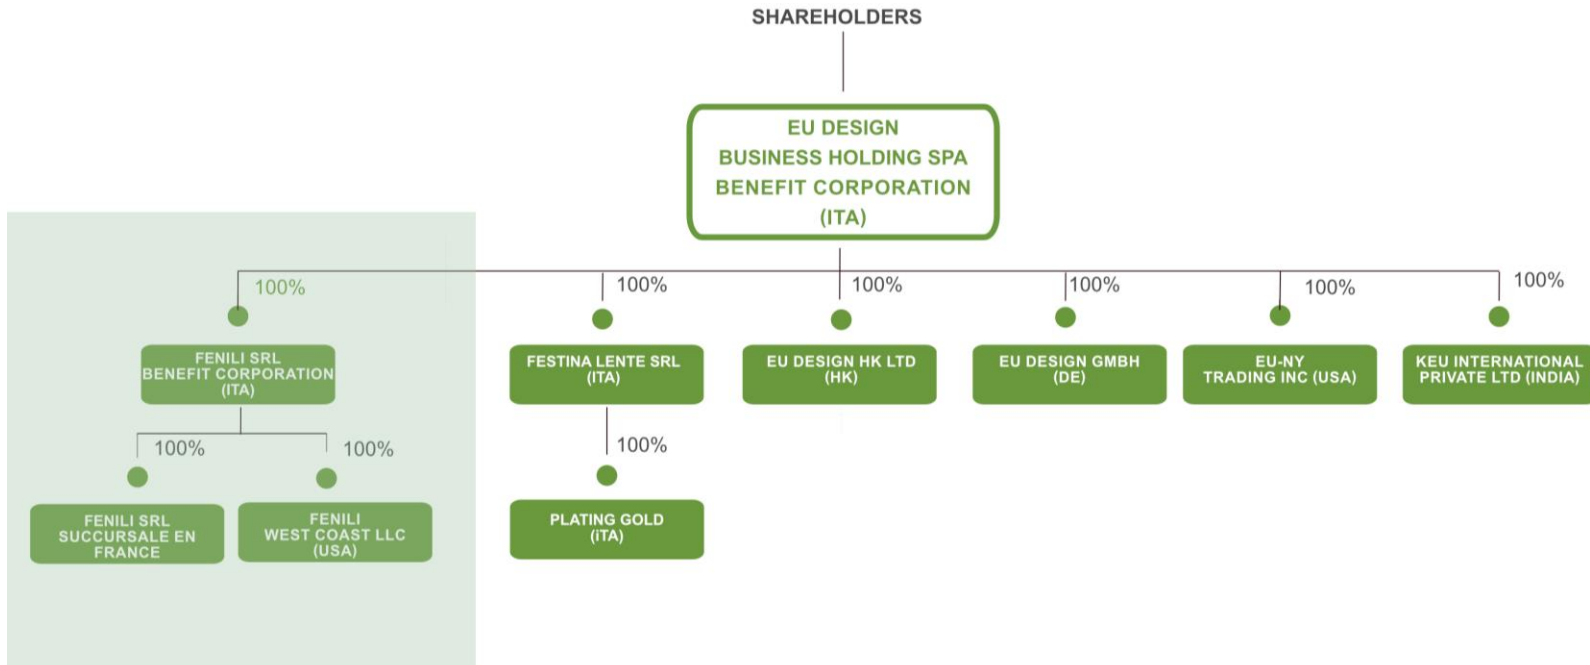 SHAREHOLDERS
EU DESIGN
BUSINESS HOLDING SPA
BENEFIT CORPORATION
(ITA)
100%
100%
100%
100%
100%
100%
FENILI SRL
BENEFIT CORPORATION
(ITA)
FESTINA LENTE SRL
(ITA)
EU DESIGN HK LTD
(HK)
EU DESIGN GMBH
(DE)
EU-NY
TRADING INC (USA)
KEU INTERNATIONAL
PRIVATE LTD (INDIA)
100%
100%
100%
FENILI SRL
SUCCURSALE EN
FRANCE
FENILI
WEST COAST LLC
(USA)
PLATING GOLD
(iTA)